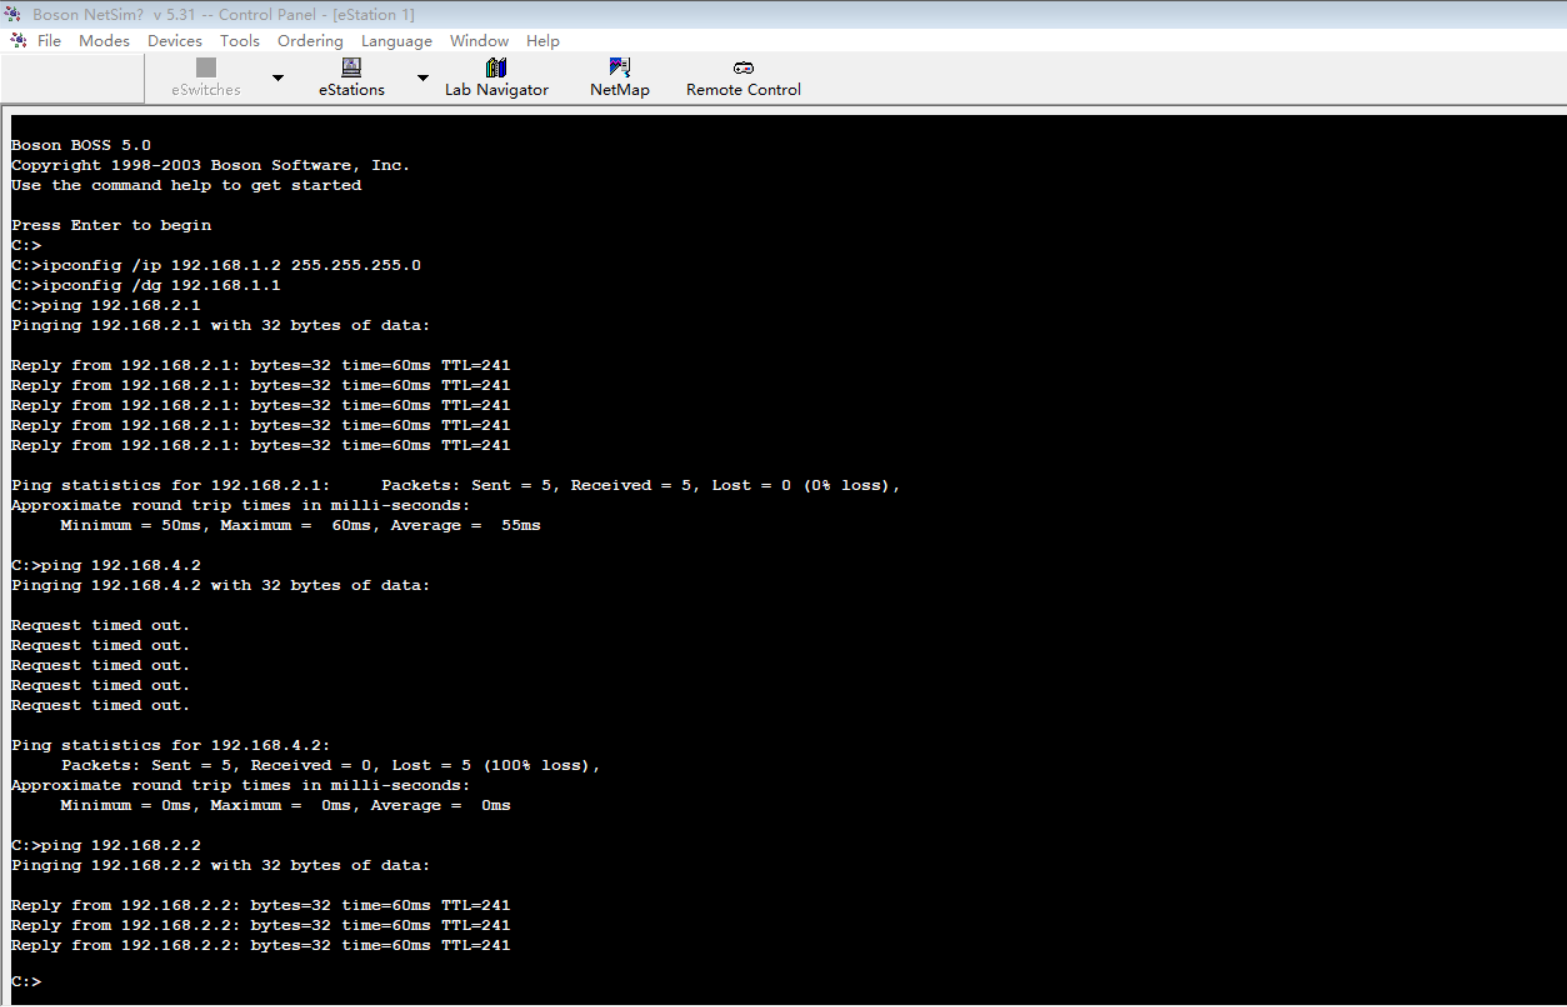 Boson NetSim? v 5.31 -- Control Panel - [eStation 1]
File Modes Devices Tools Ordering Language Window Help
eSwitches eStations Lab Navigator NetMap Remote Control
Boson BOSS 5.0
Copyright 1998-2003 Boson Software, Inc.
Use the command help to get started
Press Enter to begin
C:>
C:>ipconfig /ip 192.168.1.2 255.255.255.0
C:>ipconfig /dg 192.168.1.1
C:>ping 192.168.2.1
Pinging 192.168.2.1 with 32 bytes of data:
Reply from 192.168.2.1: bytes=32 time=60ms TTL=241
Reply from 192.168.2.1: bytes=32 time=60ms TTL=241
Reply from 192.168.2.1: bytes=32 time=60ms TTL=241
Reply from 192.168.2.1: bytes=32 time=60ms TTL=241
Reply from 192.168.2.1: bytes=32 time=60ms TTL=241
Ping statistics for 192.168.2.1:     Packets: Sent = 5, Received = 5, Lost = 0 (0% loss),
Approximate round trip times in milli-seconds:
     Minimum = 50ms, Maximum =  60ms, Average =  55ms
C:>ping 192.168.4.2
Pinging 192.168.4.2 with 32 bytes of data:
Request timed out.
Request timed out.
Request timed out.
Request timed out.
Request timed out.
Ping statistics for 192.168.4.2:
     Packets: Sent = 5, Received = 0, Lost = 5 (100% loss),
Approximate round trip times in milli-seconds:
     Minimum = 0ms, Maximum =  0ms, Average =  0ms
C:>ping 192.168.2.2
Pinging 192.168.2.2 with 32 bytes of data:
Reply from 192.168.2.2: bytes=32 time=60ms TTL=241
Reply from 192.168.2.2: bytes=32 time=60ms TTL=241
Reply from 192.168.2.2: bytes=32 time=60ms TTL=241
C:>